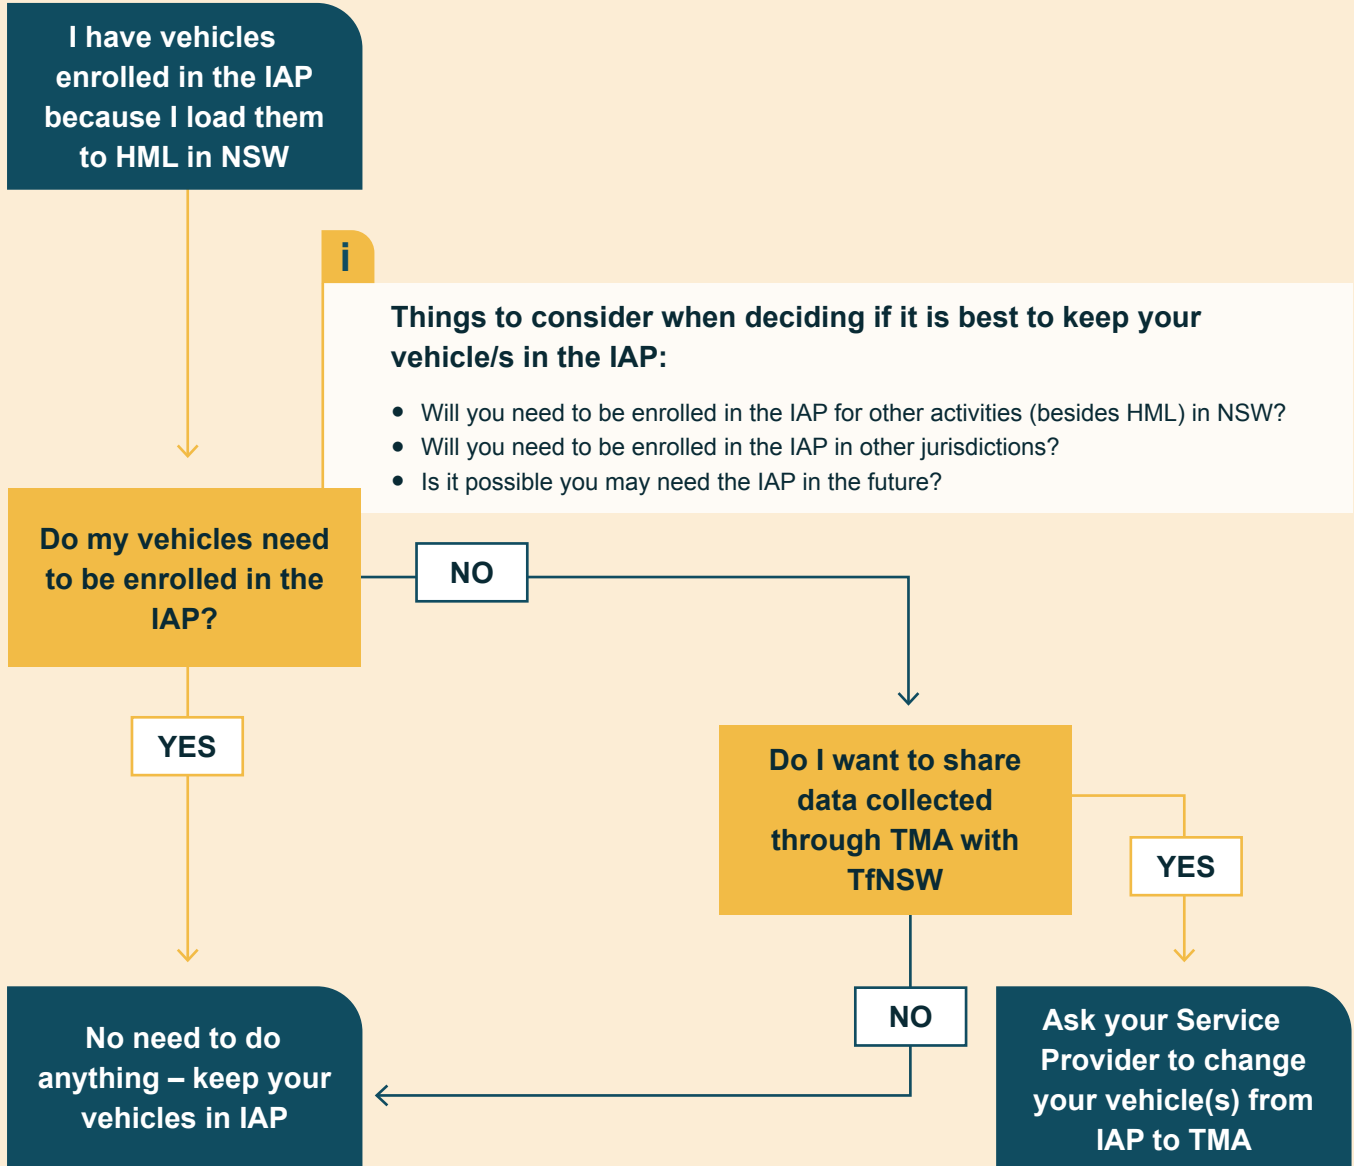 I have vehicles
enrolled in the IAP
because I load them
to HML in NSW
i
Things to consider when deciding if it is best to keep your
vehicle/s in the IAP:
• Will you need to be enrolled in the IAP for other activities (besides HML) in NSW?
• Will you need to be enrolled in the IAP in other jurisdictions?
• Is it possible you may need the IAP in the future?
Do my vehicles need
to be enrolled in the
IAP?
NO
YES
Do I want to share
data collected
through TMA with
TfNSW
YES
NO
No need to do
anything – keep your
vehicles in IAP
Ask your Service
Provider to change
your vehicle(s) from
IAP to TMA